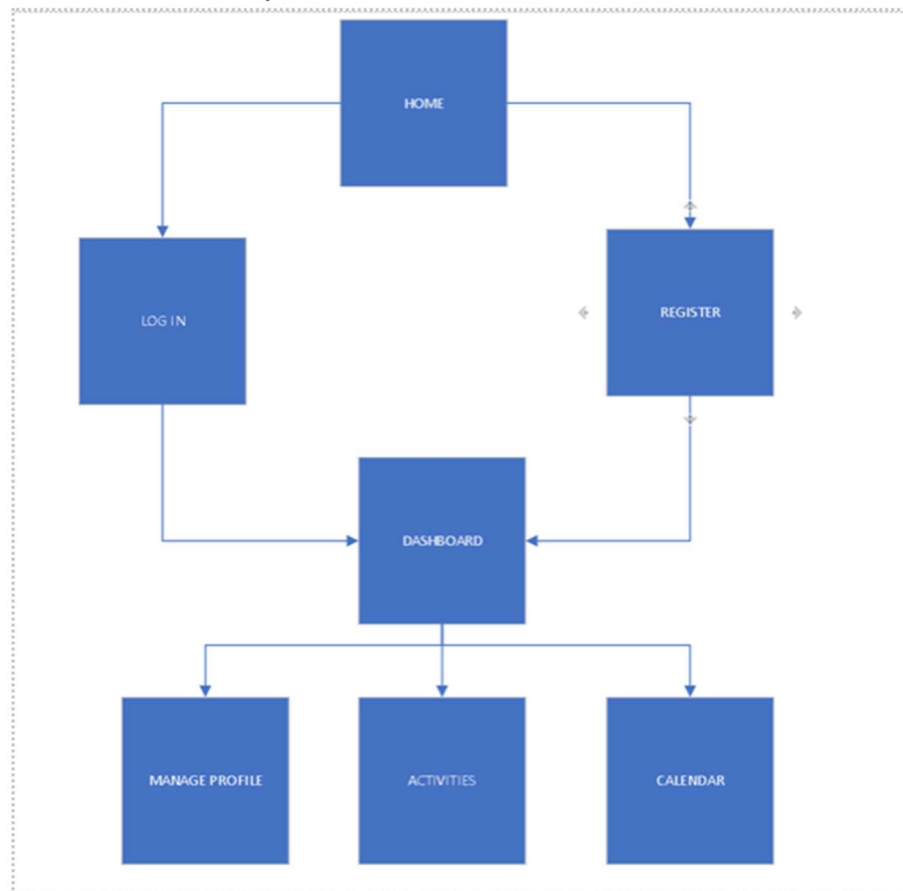 HOME
LOG IN
REGISTER
DASHBOARD
MANAGE PROFILE
ACTIVITIES
CALENDAR